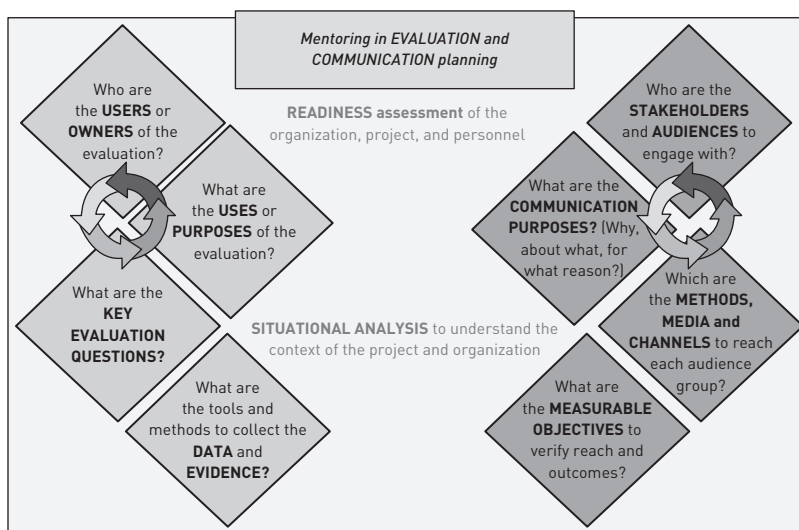 Mentoring in EVALUATION and
COMMUNICATION planning
Who are
the USERS or
OWNERS of the
evaluation?
READINESS assessment of the
organization, project, and personnel
Who are the
STAKEHOLDERS
and AUDIENCES to
engage with?
What are
the USES or
PURPOSES of the
evaluation?
What are the
COMMUNICATION
PURPOSES? (Why,
about what, for
what reason?)
What are the
KEY
EVALUATION
QUESTIONS?
SITUATIONAL ANALYSIS to understand the
context of the project and organization
Which are
the METHODS,
MEDIA and
CHANNELS to reach
each audience
group?
What are
the tools and
methods to collect the
DATA and
EVIDENCE?
What are
the MEASURABLE
OBJECTIVES to
verify reach and
outcomes?